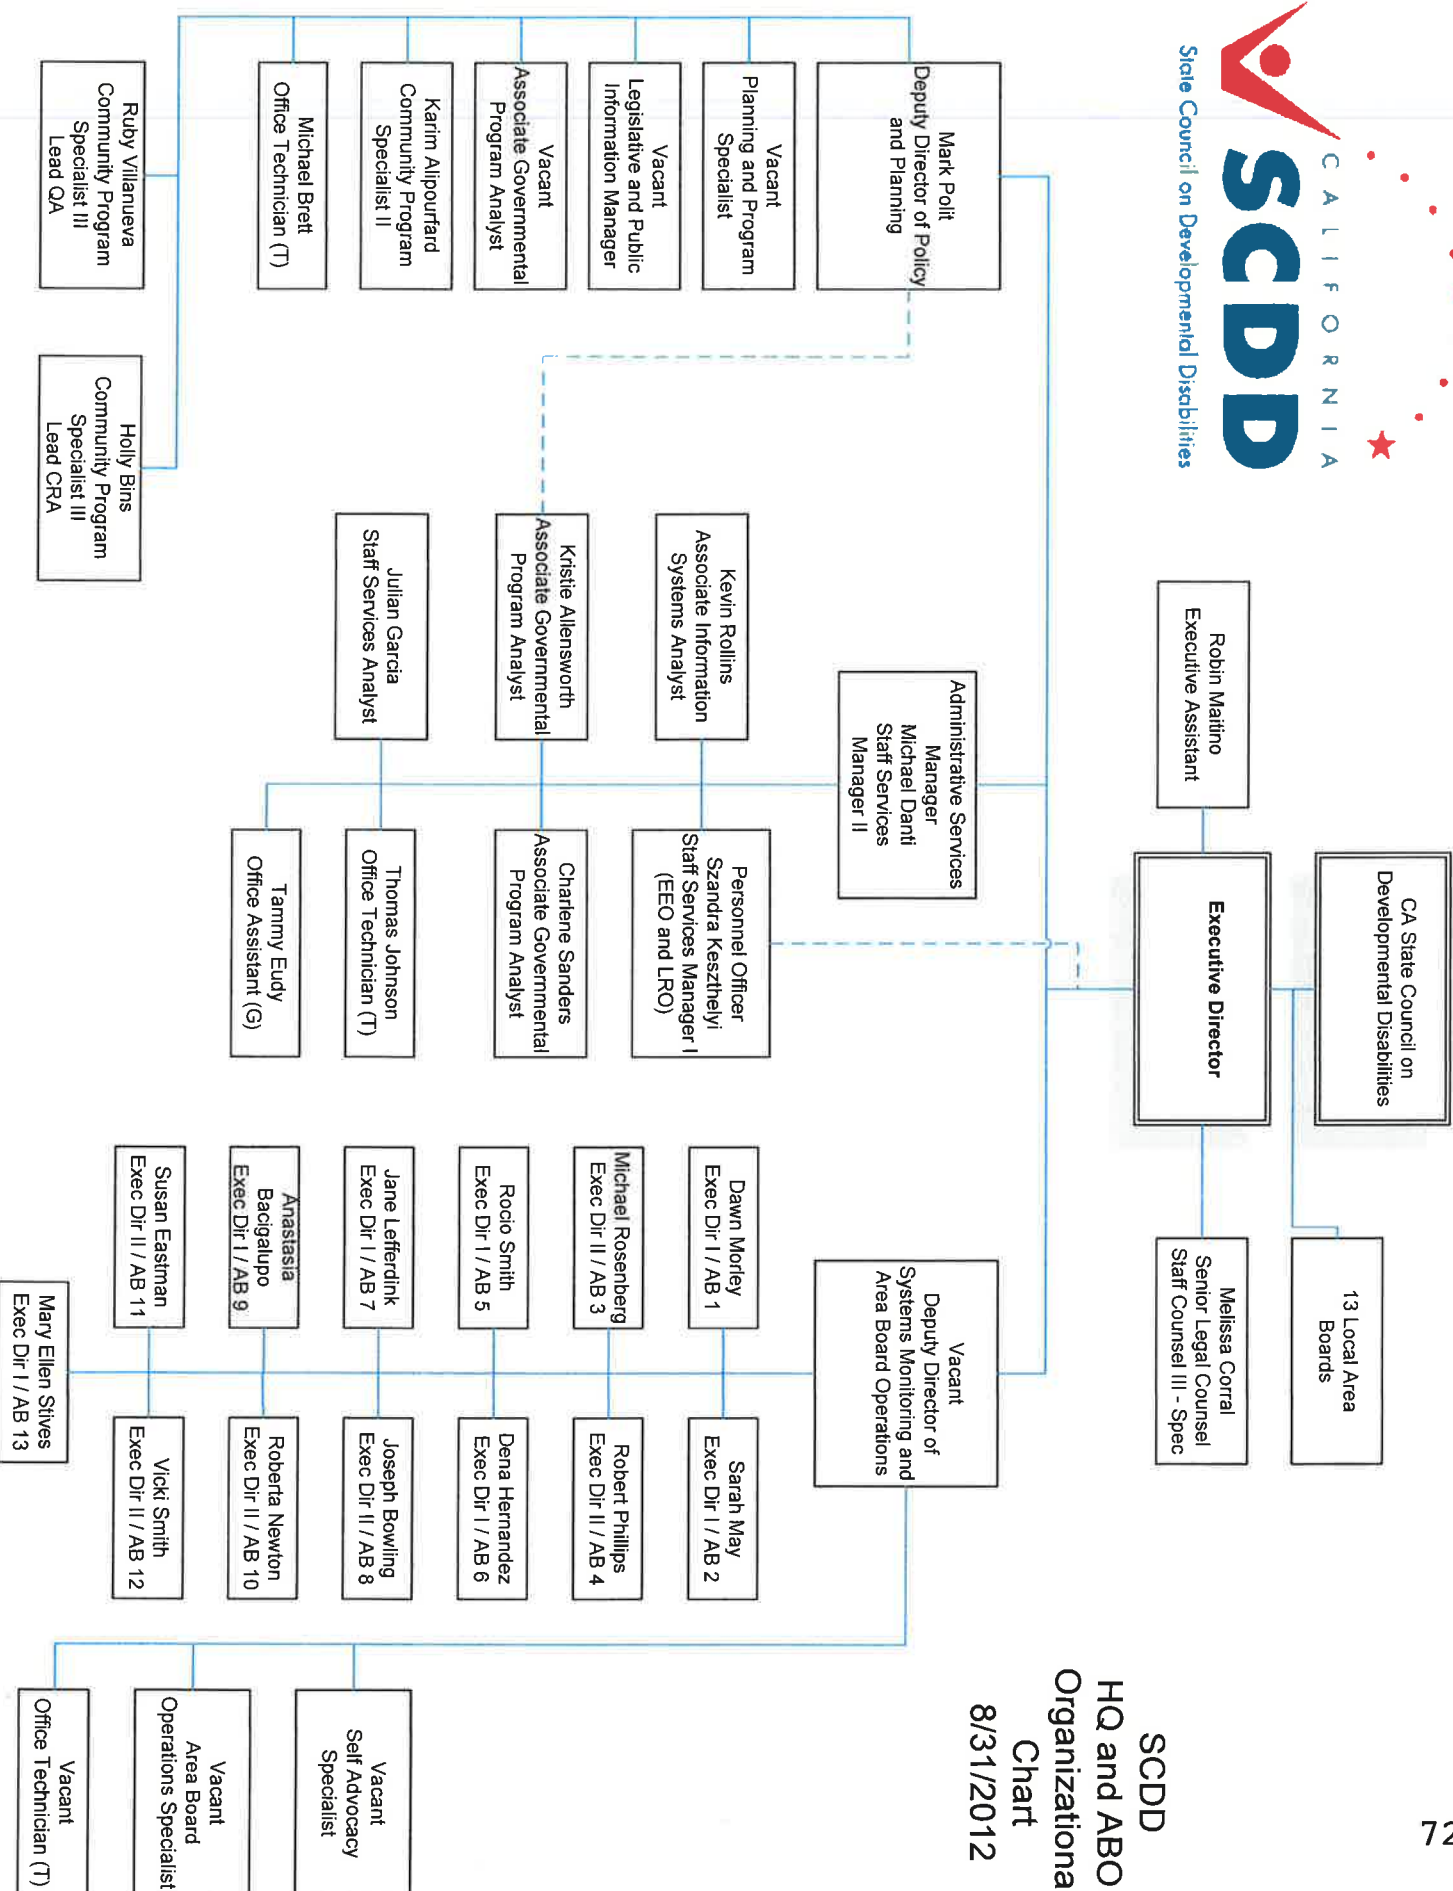 CALIFORNIA
SCDD
State Council on Developmental Disabilities
SCDD
HQ and ABO
Organizationa
Chart
8/31/2012
72
CA State Council on
Developmental Disabilities
13 Local Area
Boards
Robin Maitino
Executive Assistant
Executive Director
Melissa Corral
Senior Legal Counsel
Staff Counsel III - Spec
Mark Polit
Deputy Director of Policy
and Planning
Vacant
Planning and Program
Specialist
Vacant
Legislative and Public
Information Manager
Vacant
Associate Governmental
Program Analyst
Karim Alipourfard
Community Program
Specialist II
Michael Brett
Office Technician (T)
Ruby Villanueva
Community Program
Specialist III
Lead QA
Holly Bins
Community Program
Specialist III
Lead CRA
Administrative Services
Manager
Michael Danti
Staff Services
Manager II
Kevin Rollins
Associate Information
Systems Analyst
Personnel Officer
Szandra Keszthelyi
Staff Services Manager I
(EEO and LRO)
Kristie Allensworth
Associate Governmental
Program Analyst
Charlene Sanders
Associate Governmental
Program Analyst
Julian Garcia
Staff Services Analyst
Thomas Johnson
Office Technician (T)
Tammy Eudy
Office Assistant (G)
Vacant
Deputy Director of
Systems Monitoring and
Area Board Operations
Dawn Morley
Exec Dir I / AB 1
Sarah May
Exec Dir I / AB 2
Michael Rosenberg
Exec Dir II / AB 3
Robert Phillips
Exec Dir II / AB 4
Rocio Smith
Exec Dir I / AB 5
Dena Hernandez
Exec Dir I / AB 6
Jane Lefferdink
Exec Dir I / AB 7
Joseph Bowling
Exec Dir II / AB 8
Anastasia
Bacigalupo
Exec Dir I / AB 9
Roberta Newton
Exec Dir II / AB 10
Susan Eastman
Exec Dir II / AB 11
Vicki Smith
Exec Dir II / AB 12
Mary Ellen Stives
Exec Dir I / AB 13
Vacant
Self Advocacy
Specialist
Vacant
Area Board
Operations Specialist
Vacant
Office Technician (T)